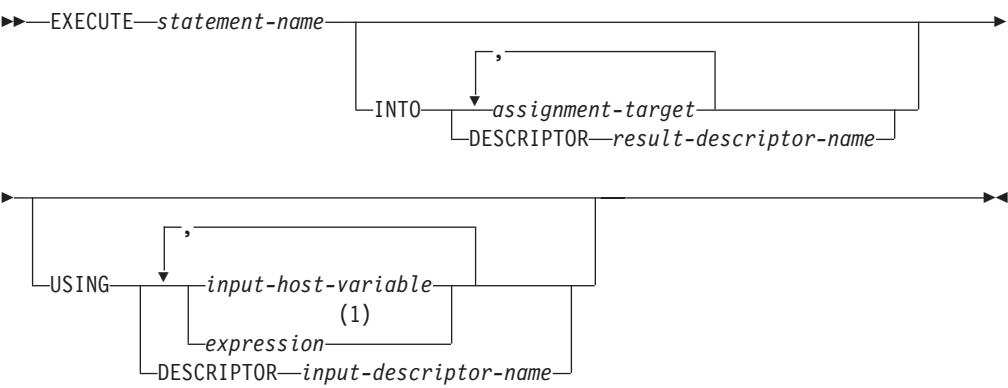 EXECUTE statement-name
,
INTO assignment-target
DESCRIPTOR result-descriptor-name
,
USING input-host-variable
(1)
expression
DESCRIPTOR input-descriptor-name